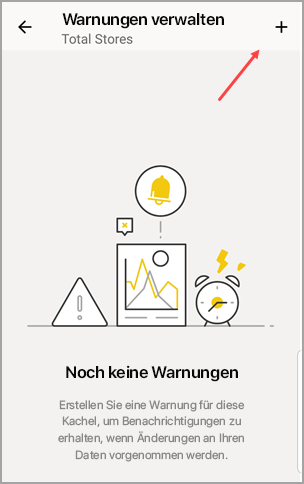 Warnungen verwalten
Total Stores
Noch keine Warnungen
Erstellen Sie eine Warnung für diese
Kachel, um Benachrichtigungen zu
erhalten, wenn Änderungen an Ihren
Daten vorgenommen werden.